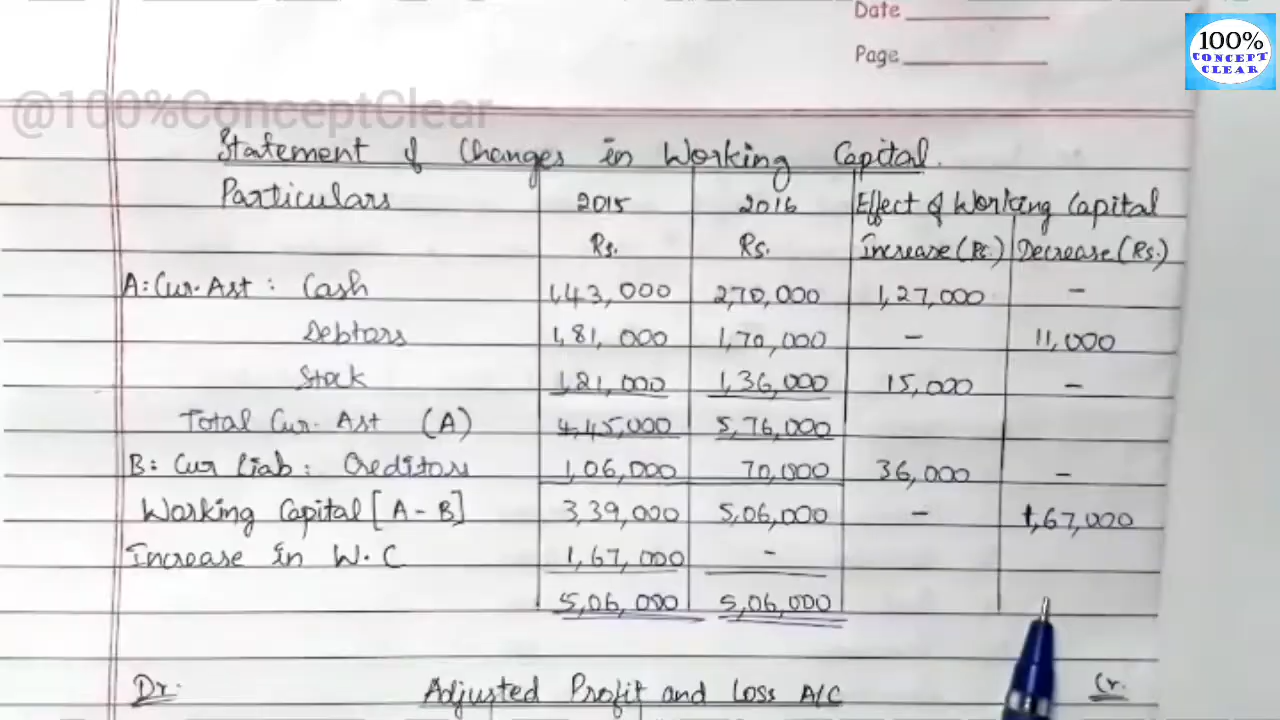 Date
Page
100%
CONCEPT
CLEAR
@100%ConceptClear
Statement of Changes in Working Capital.
Particulars 2015 2016 Effect of Working Capital
Rs. Rs. Increase (Rs.) Decrease (Rs.)
A: Cur. Ast : Cash 1,43,000 2,70,000 1,27,000 -
Debtors 1,81,000 1,70,000 - 11,000
Stock 1,21,000 1,36,000 15,000 -
Total Cur. Ast (A) 4,45,000 5,76,000
B: Cur Liab: Creditors 1,06,000 70,000 36,000 -
Working Capital [A - B] 3,39,000 5,06,000 - 1,67,000
Increase in W.C 1,67,000 -
5,06,000 5,06,000
Dr. Adjusted Profit and Loss A/C Cr.